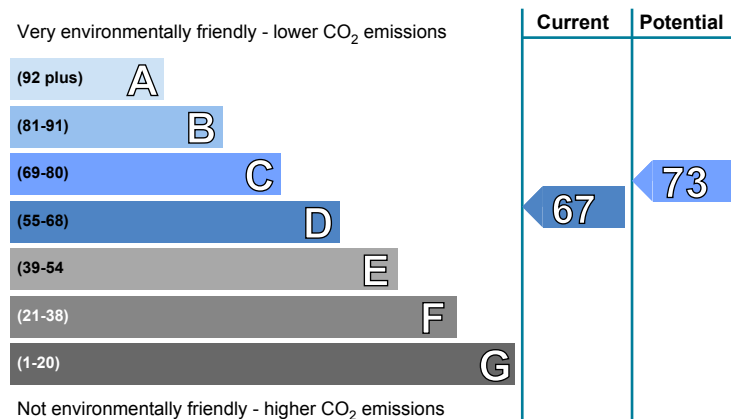 Very environmentally friendly - lower CO₂ emissions
Current
Potential
(92 plus) A
(81-91) B
(69-80) C
(55-68) D
(39-54 E
(21-38) F
(1-20) G
67
73
Not environmentally friendly - higher CO₂ emissions